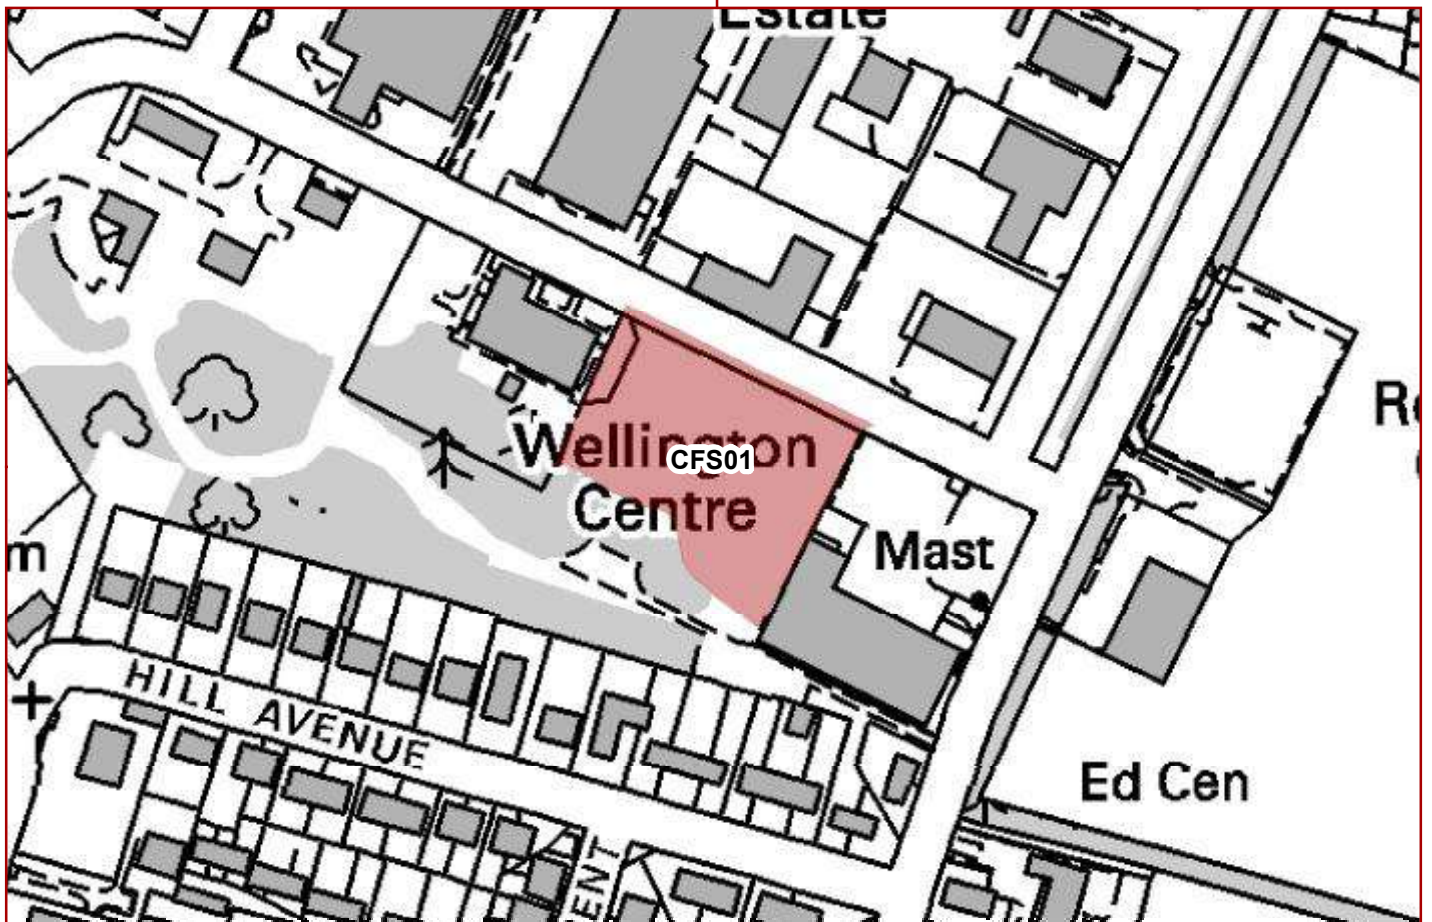 Estate
Wellington
Centre
CFS01
Mast
HILL AVENUE
Ed Cen